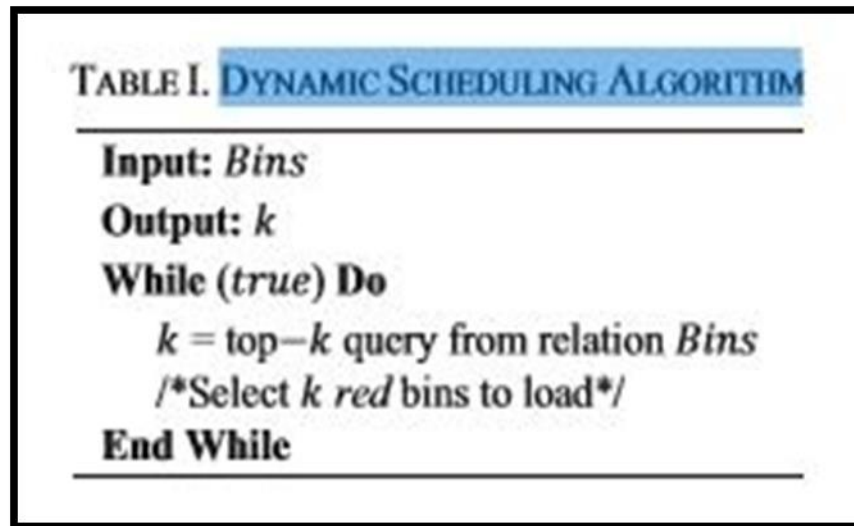 TABLE I. DYNAMIC SCHEDULING ALGORITHM
Input: Bins
Output: k
While (true) Do
k = top−k query from relation Bins
/*Select k red bins to load*/
End While